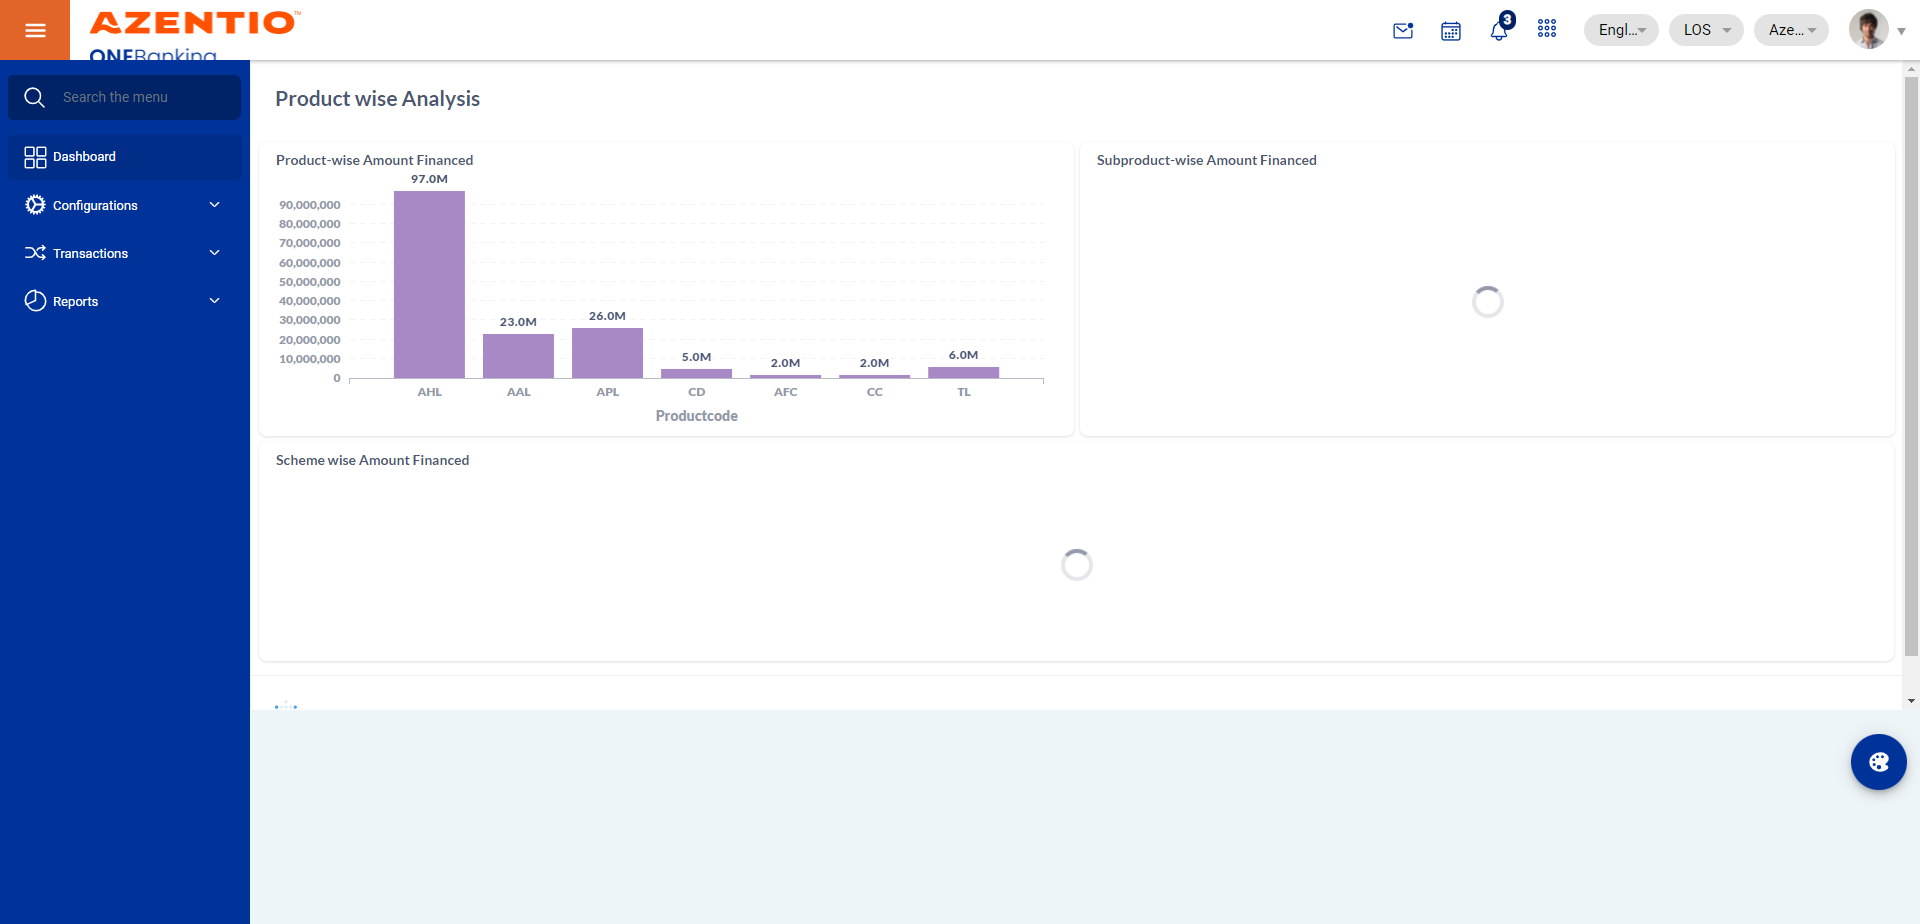 AZENTIO™
ONEBanking
3
Engl...
LOS
Aze...
Search the menu
Dashboard
Configurations
Transactions
Reports
Product wise Analysis
Product-wise Amount Financed
97.0M
90,000,000
80,000,000
70,000,000
60,000,000
50,000,000
40,000,000
30,000,000
20,000,000
10,000,000
0
23.0M
26.0M
5.0M
2.0M
2.0M
6.0M
AHL AAL APL CD AFC CC TL
Productcode
Subproduct-wise Amount Financed
Scheme wise Amount Financed